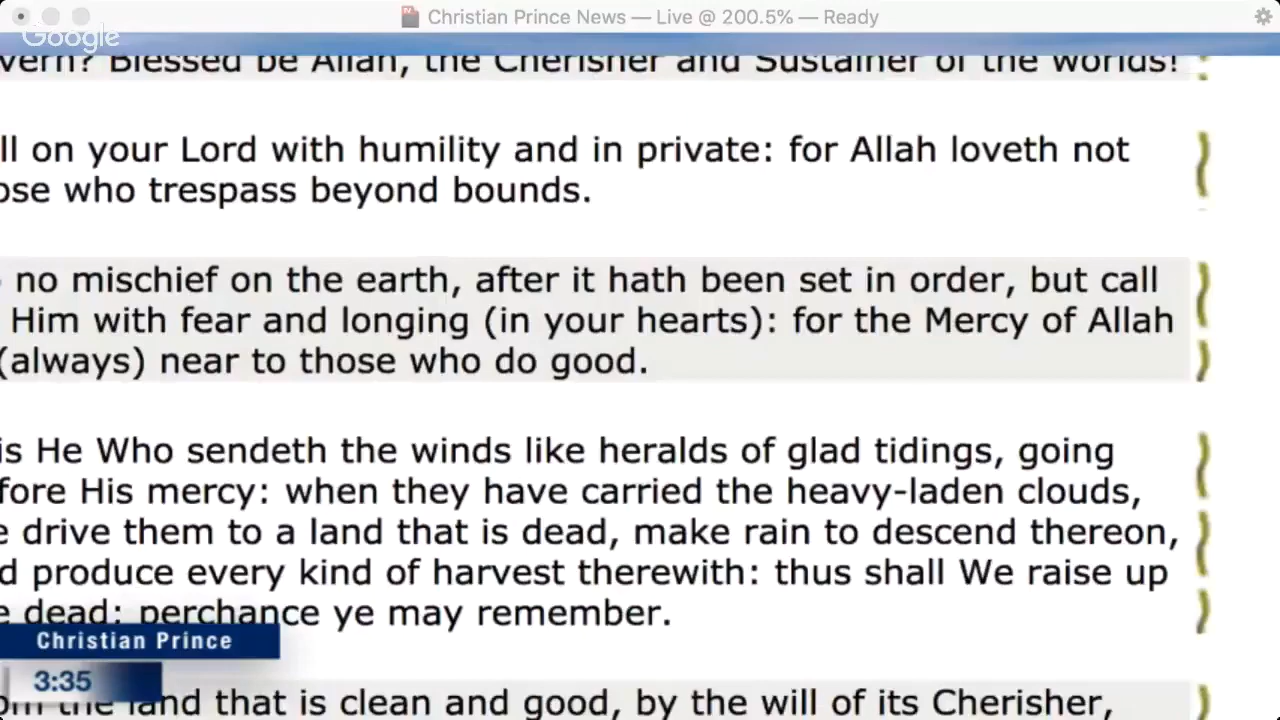 Christian Prince News — Live @ 200.5% — Ready
Google
vern? Blessed be Allah, the Cherisher and Sustainer of the worlds!
ll on your Lord with humility and in private: for Allah loveth not
ose who trespass beyond bounds.
no mischief on the earth, after it hath been set in order, but call
Him with fear and longing (in your hearts): for the Mercy of Allah
(always) near to those who do good.
is He Who sendeth the winds like heralds of glad tidings, going
fore His mercy: when they have carried the heavy-laden clouds,
e drive them to a land that is dead, make rain to descend thereon,
d produce every kind of harvest therewith: thus shall We raise up
e dead: perchance ye may remember.
Christian Prince
3:35
om the land that is clean and good, by the will of its Cherisher,